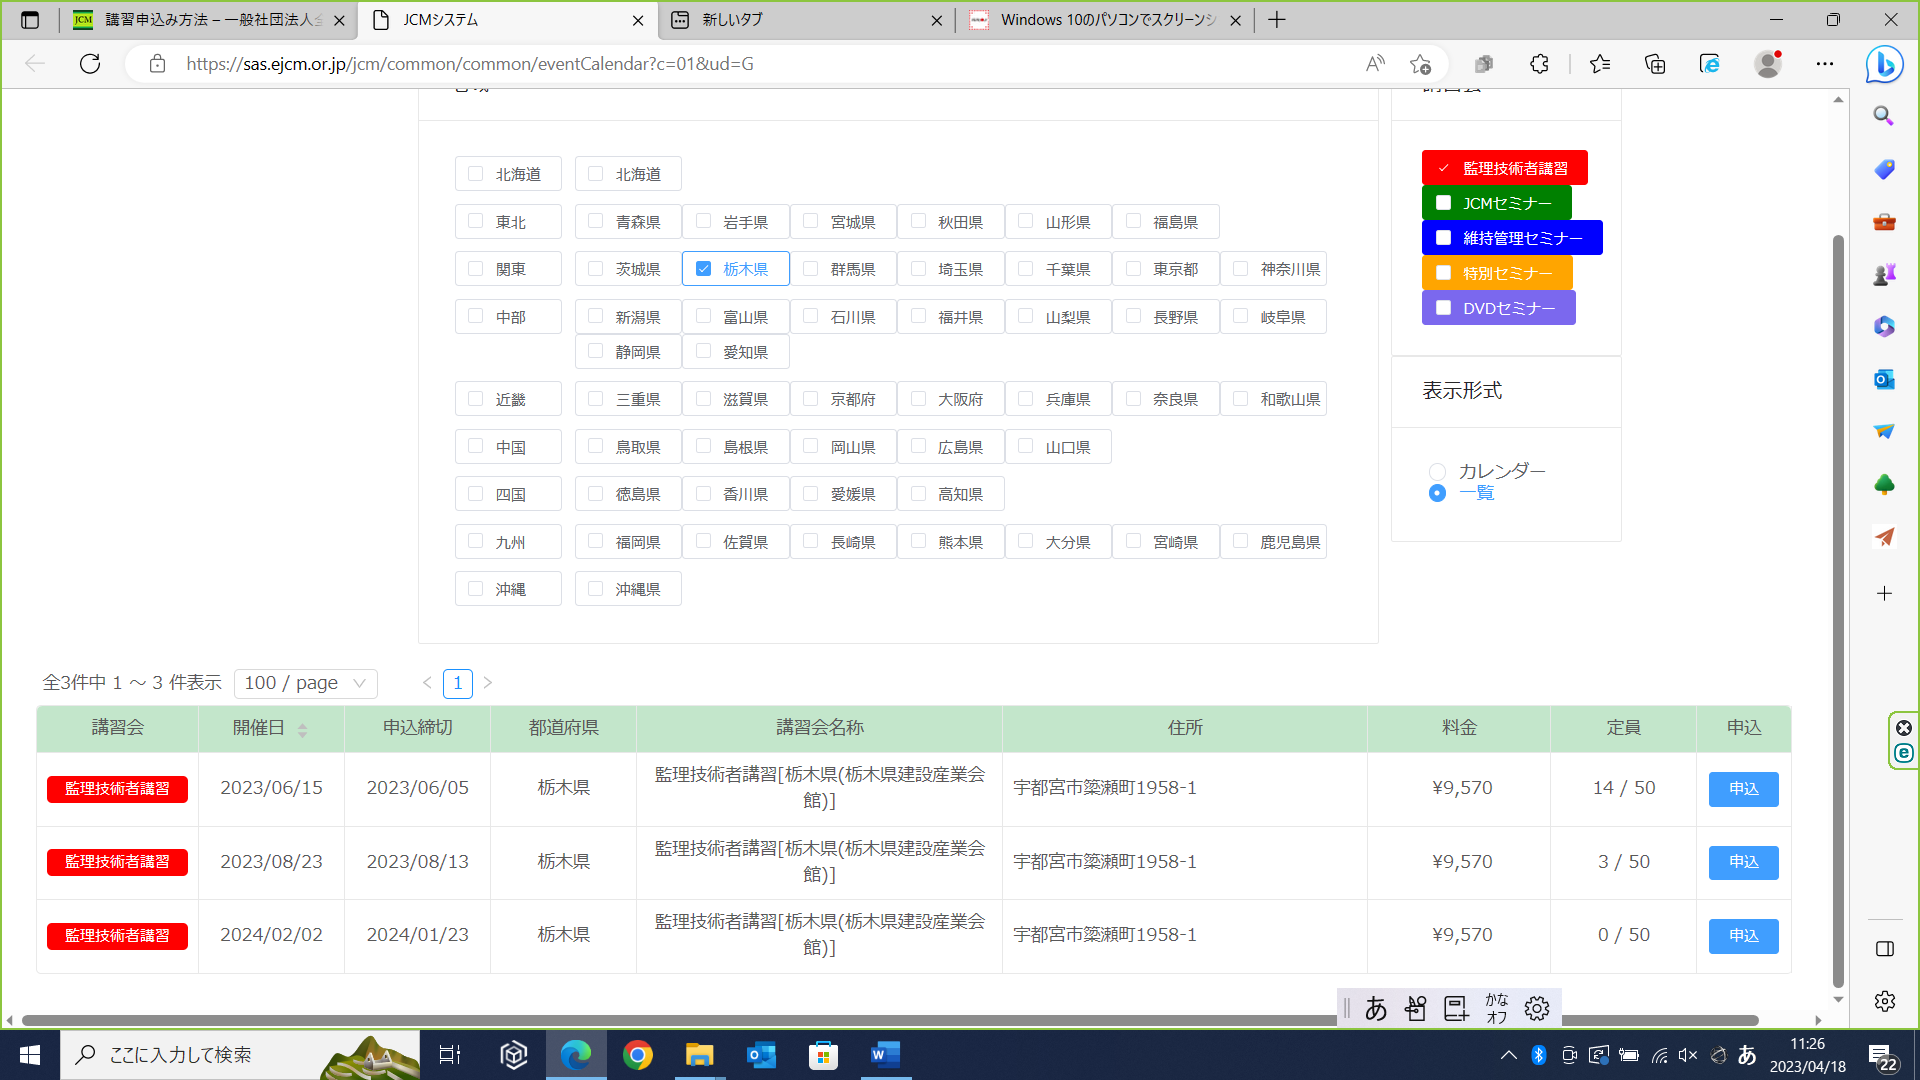 講習申込み方法 – 一般社団法人全
JCMシステム
新しいタブ
Windows 10のパソコンでスクリーンシ
https://sas.ejcm.or.jp/jcm/common/common/eventCalendar?c=01&ud=G
北海道 北海道
東北 青森県 岩手県 宮城県 秋田県 山形県 福島県
関東 茨城県 栃木県 群馬県 埼玉県 千葉県 東京都 神奈川県
中部 新潟県 富山県 石川県 福井県 山梨県 長野県 岐阜県
静岡県 愛知県
近畿 三重県 滋賀県 京都府 大阪府 兵庫県 奈良県 和歌山県
中国 鳥取県 島根県 岡山県 広島県 山口県
四国 徳島県 香川県 愛媛県 高知県
九州 福岡県 佐賀県 長崎県 熊本県 大分県 宮崎県 鹿児島県
沖縄 沖縄県
監理技術者講習
JCMセミナー
維持管理セミナー
特別セミナー
DVDセミナー
表示形式
カレンダー
一覧
全3件中 1 ～ 3 件表示 100 / page 1
講習会 開催日 申込締切 都道府県 講習会名称 住所 料金 定員 申込
監理技術者講習 2023/06/15 2023/06/05 栃木県 監理技術者講習[栃木県(栃木県建設産業会
館)] 宇都宮市簗瀬町1958-1 ¥9,570 14 / 50 申込
監理技術者講習 2023/08/23 2023/08/13 栃木県 監理技術者講習[栃木県(栃木県建設産業会
館)] 宇都宮市簗瀬町1958-1 ¥9,570 3 / 50 申込
監理技術者講習 2024/02/02 2024/01/23 栃木県 監理技術者講習[栃木県(栃木県建設産業会
館)] 宇都宮市簗瀬町1958-1 ¥9,570 0 / 50 申込
あ かな
オフ
ここに入力して検索
あ
11:26
2023/04/18
22